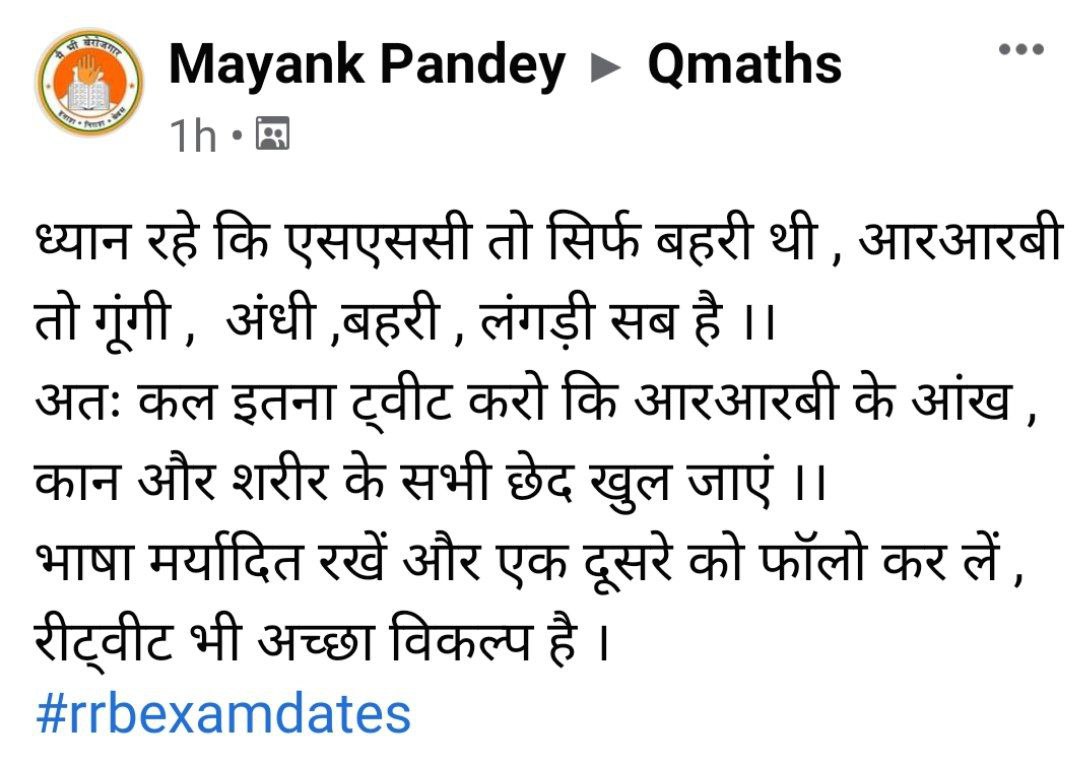 मैं भी बेरोजगार
Mayank Pandey ▸ Qmaths
1h •
ध्यान रहे कि एसएससी तो सिर्फ बहरी थी , आरआरबी
तो गूंगी , अंधी ,बहरी , लंगड़ी सब है ।।
अतः कल इतना ट्वीट करो कि आरआरबी के आंख ,
कान और शरीर के सभी छेद खुल जाएं ।।
भाषा मर्यादित रखें और एक दूसरे को फॉलो कर लें ,
रीट्वीट भी अच्छा विकल्प है ।
#rrbexamdates